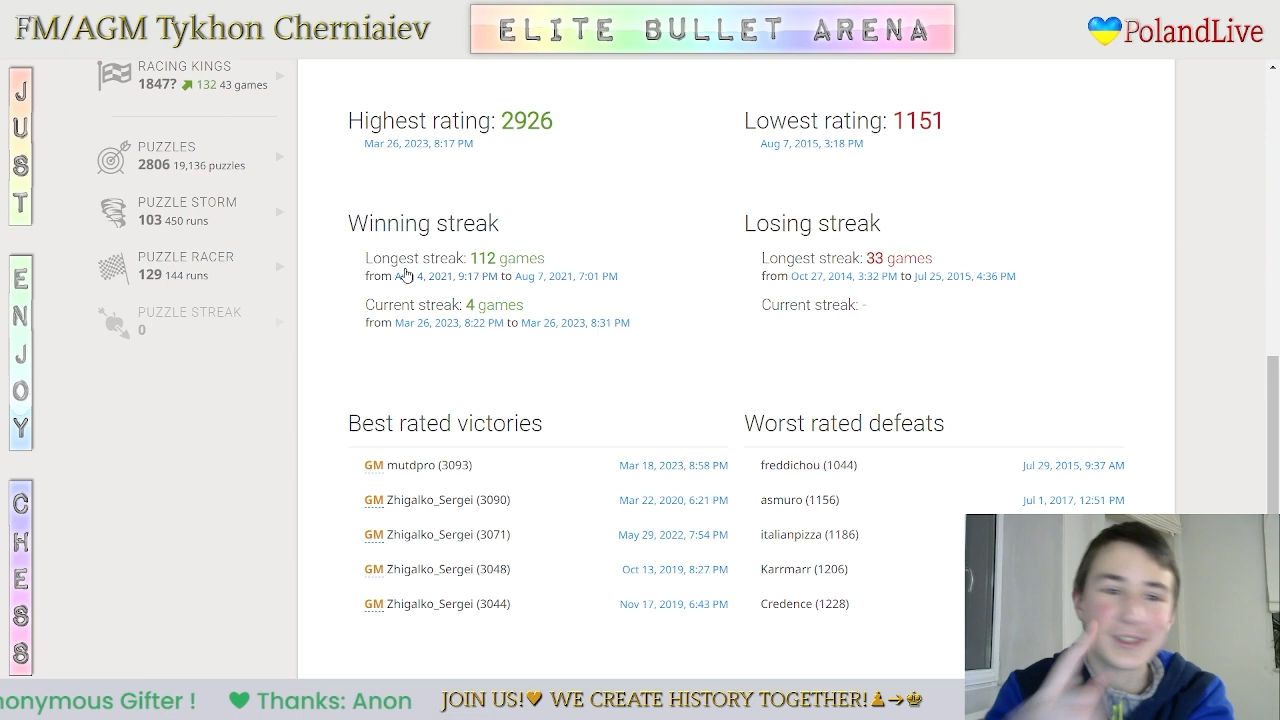 FM/AGM Tykhon Cherniaiev
ELITE BULLET ARENA
PolandLive
JUST
ENJOY
CHESS
RACING KINGS
1847? 132 43 games
PUZZLES
2806 19,136 puzzles
PUZZLE STORM
103 450 runs
PUZZLE RACER
129 144 runs
PUZZLE STREAK
0
Highest rating: 2926
Mar 26, 2023, 8:17 PM
Lowest rating: 1151
Aug 7, 2015, 3:18 PM
Winning streak
Longest streak: 112 games
from 4, 2021, 9:17 PM to Aug 7, 2021, 7:01 PM
Current streak: 4 games
from Mar 26, 2023, 8:22 PM to Mar 26, 2023, 8:31 PM
Losing streak
Longest streak: 33 games
from Oct 27, 2014, 3:32 PM to Jul 25, 2015, 4:36 PM
Current streak: -
Best rated victories
GM mutdpro (3093) Mar 18, 2023, 8:58 PM
GM Zhigalko_Sergei (3090) Mar 22, 2020, 6:21 PM
GM Zhigalko_Sergei (3071) May 29, 2022, 7:54 PM
GM Zhigalko_Sergei (3048) Oct 13, 2019, 8:27 PM
GM Zhigalko_Sergei (3044) Nov 17, 2019, 6:43 PM
Worst rated defeats
freddichou (1044) Jul 29, 2015, 9:37 AM
asmuro (1156) Jul 1, 2017, 12:51 PM
italianpizza (1186)
Karrmarr (1206)
Credence (1228)
nonymous Gifter ! Thanks: Anon
JOIN US! WE CREATE HISTORY TOGETHER!